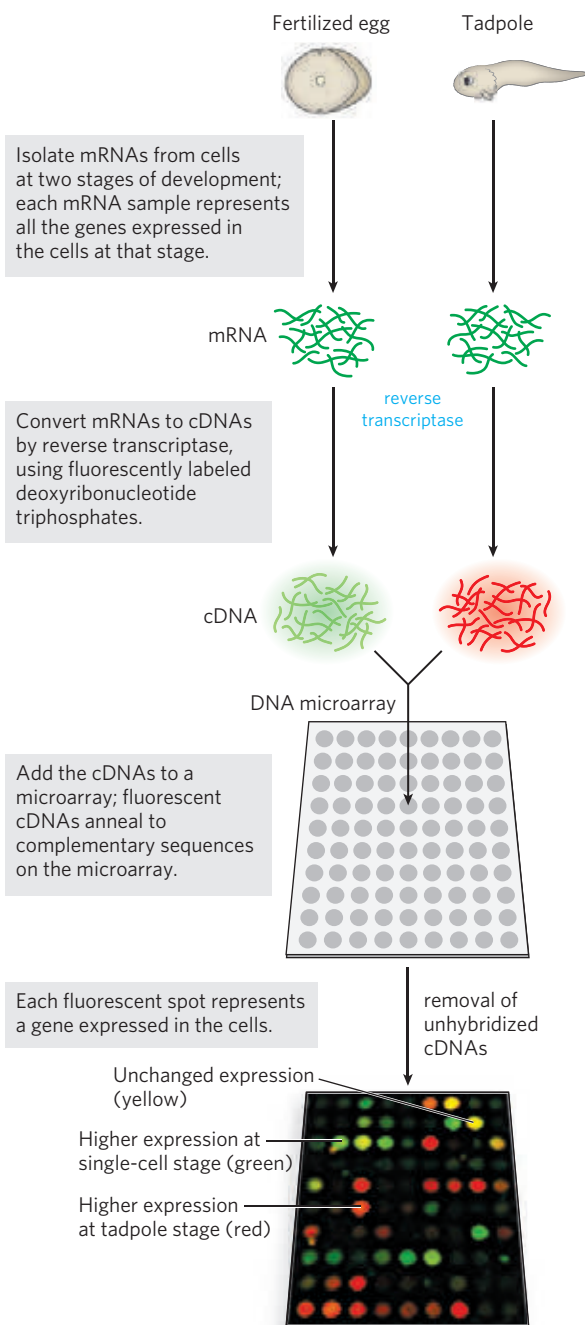 Fertilized egg
Tadpole
Isolate mRNAs from cells
at two stages of development;
each mRNA sample represents
all the genes expressed in
the cells at that stage.
mRNA
reverse
transcriptase
Convert mRNAs to cDNAs
by reverse transcriptase,
using fluorescently labeled
deoxyribonucleotide
triphosphates.
cDNA
DNA microarray
Add the cDNAs to a
microarray; fluorescent
cDNAs anneal to
complementary sequences
on the microarray.
Each fluorescent spot represents
a gene expressed in the cells.
removal of
unhybridized
cDNAs
Unchanged expression
(yellow)
Higher expression at
single-cell stage (green)
Higher expression
at tadpole stage (red)